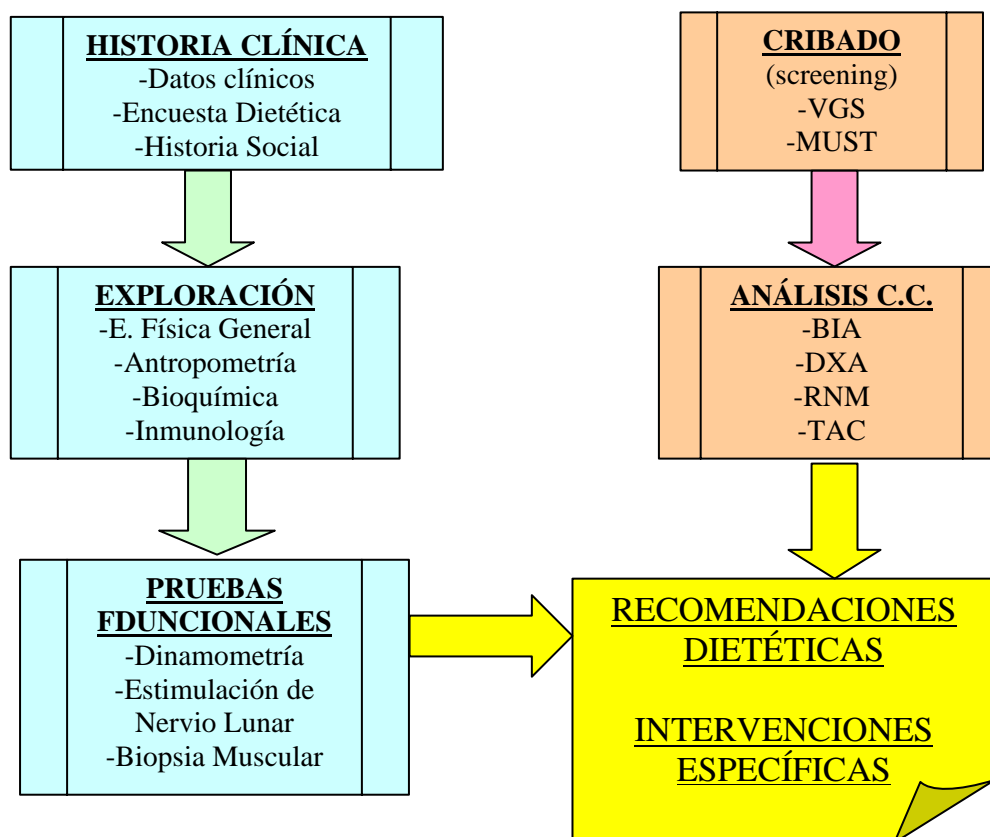 HISTORIA CLÍNICA
-Datos clínicos
-Encuesta Dietética
-Historia Social
CRIBADO
(screening)
-VGS
-MUST
EXPLORACIÓN
-E. Física General
-Antropometría
-Bioquímica
-Inmunología
ANÁLISIS C.C.
-BIA
-DXA
-RNM
-TAC
PRUEBAS
FDUNCIONALES
-Dinamometría
-Estimulación de
Nervio Lunar
-Biopsia Muscular
RECOMENDACIONES
DIETÉTICAS
INTERVENCIONES
ESPECÍFICAS